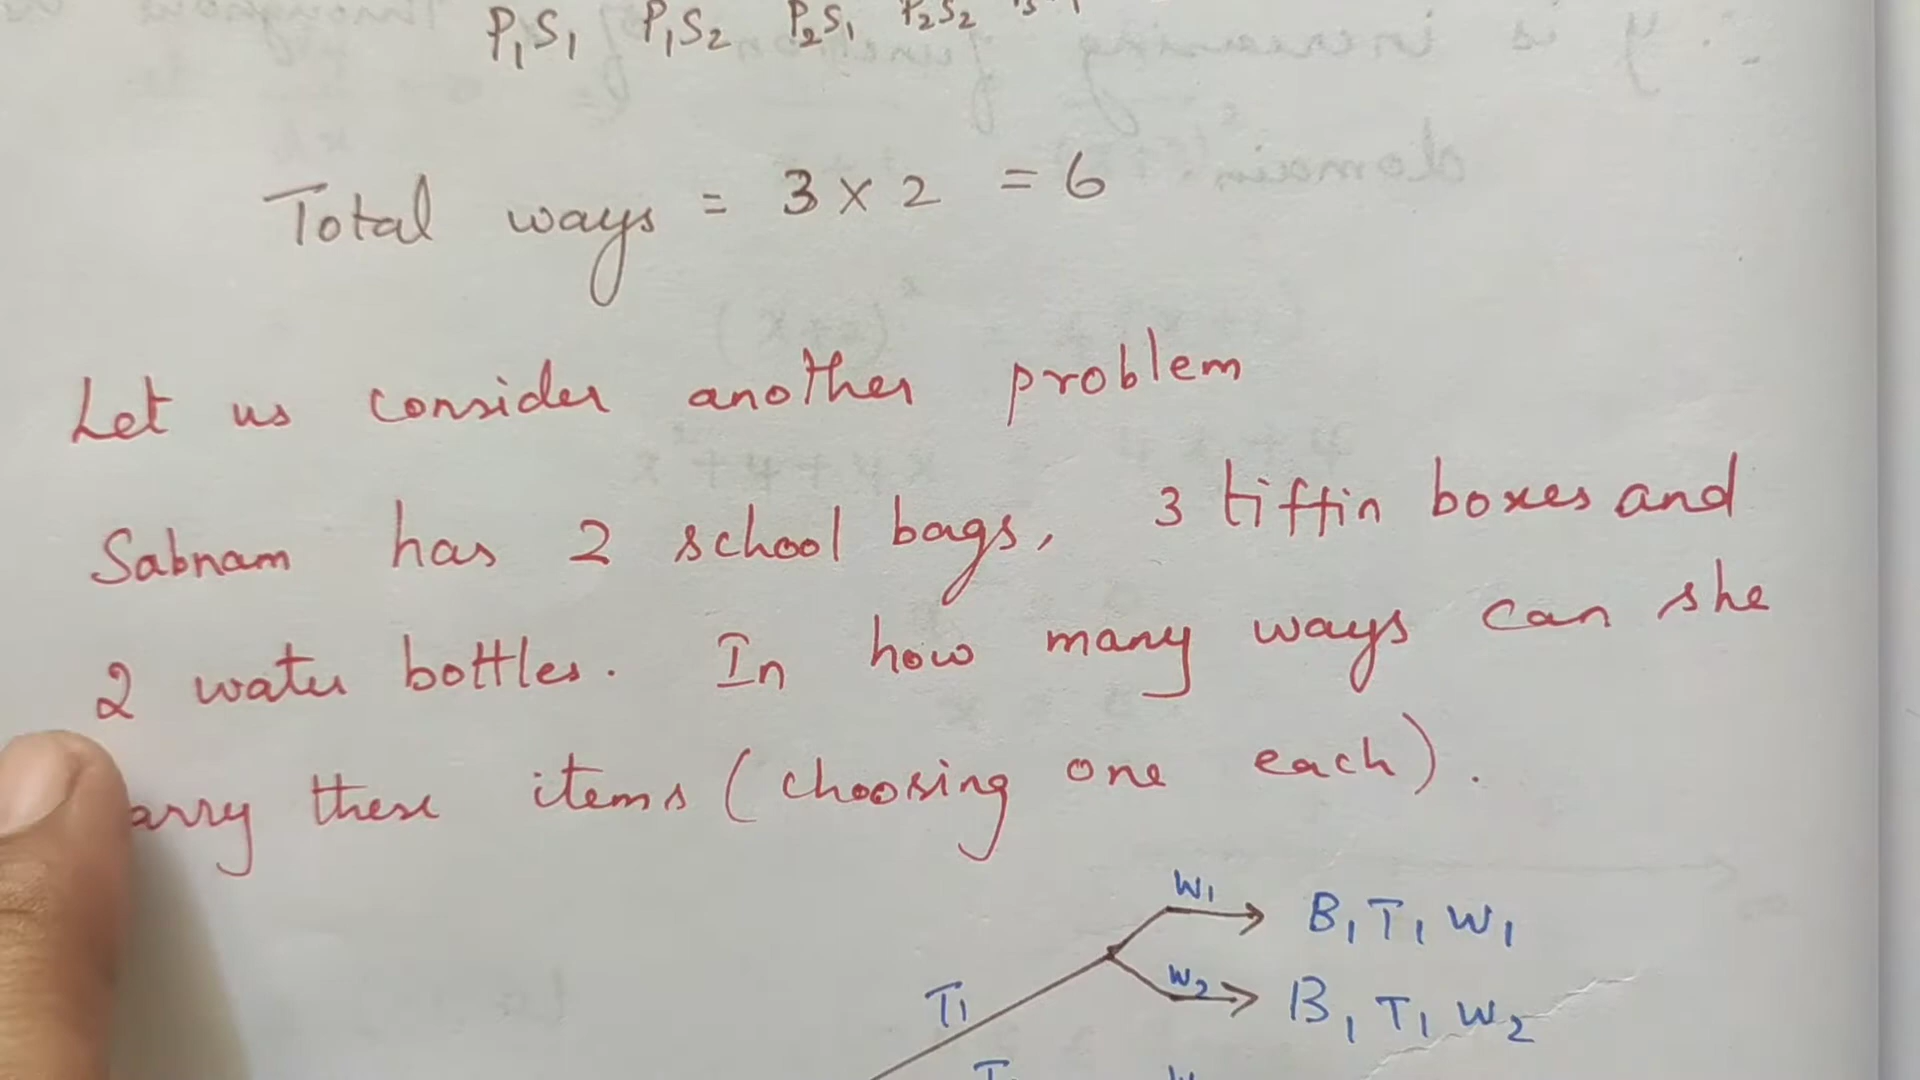 P₁S₁ P₁S₂ P₂S₁ P₂S₂
Total ways = 3 × 2 = 6
Let us consider another problem
Sabnam has 2 school bags, 3 tiffin boxes and
2 water bottles. In how many ways can she
arry these items (choosing one each).
W₁ B₁ T₁ W₁
T₁ W₂ B₁ T₁ W₂